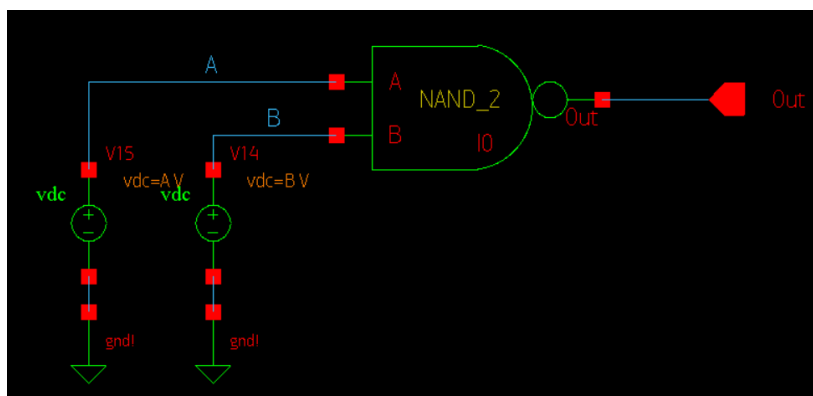 A
A
NAND_2
Out
Out
B
B
I0
V15
V14
vdc=A V
vdc=B V
vdc
vdc
+
−
+
−
gnd!
gnd!